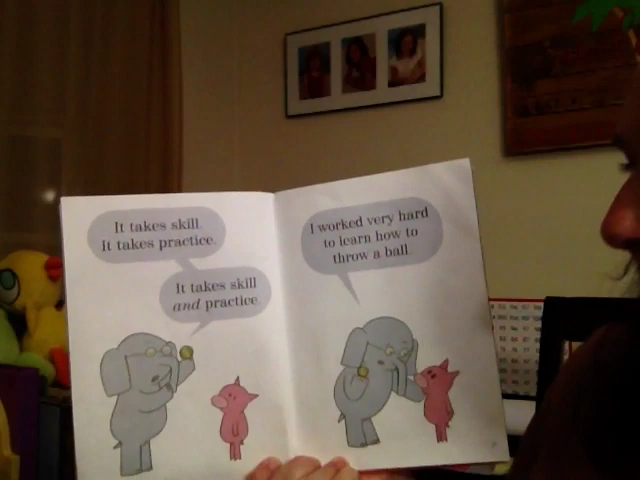 It takes skill.
It takes practice.
It takes skill
and practice.
I worked very hard
to learn how to
throw a ball.